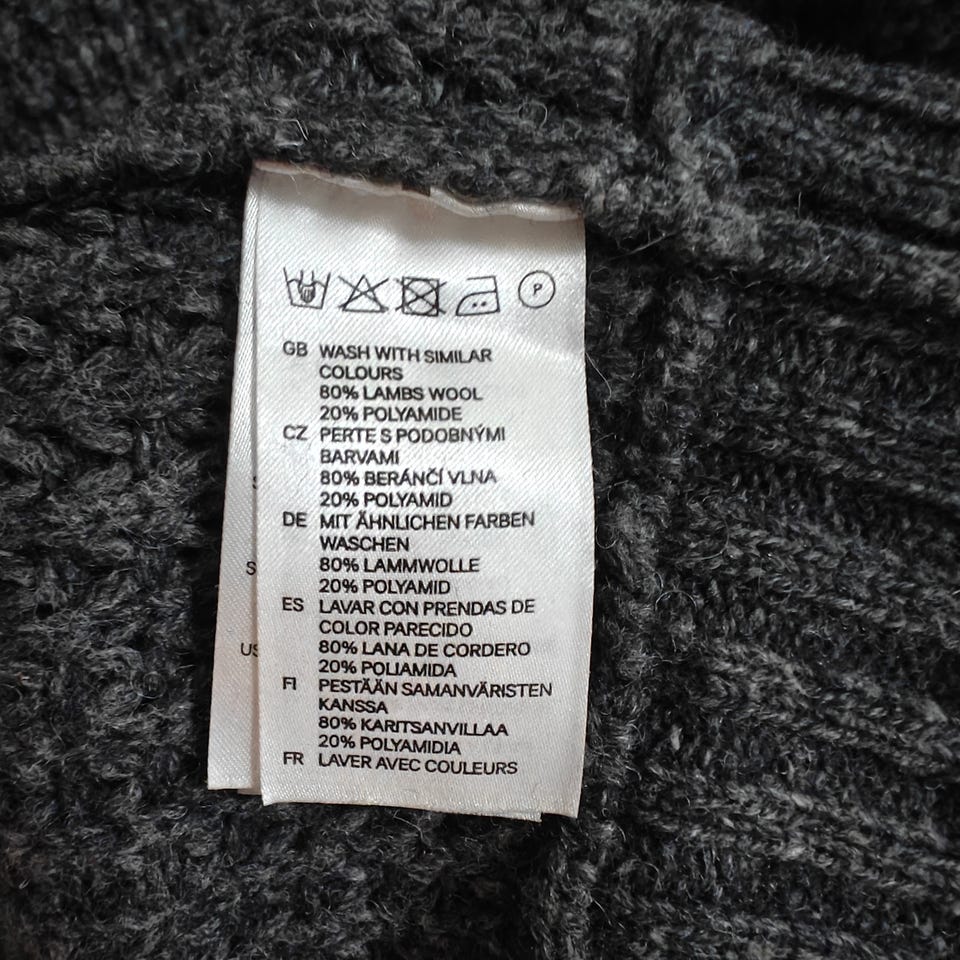 P
GB WASH WITH SIMILAR
COLOURS
80% LAMBS WOOL
20% POLYAMIDE
CZ PERTE S PODOBNÝMI
BARVAMI
80% BERÁNČÍ VLNA
20% POLYAMID
DE MIT ÄHNLICHEN FARBEN
WASCHEN
80% LAMMWOLLE
20% POLYAMID
ES LAVAR CON PRENDAS DE
COLOR PARECIDO
80% LANA DE CORDERO
20% POLIAMIDA
FI PESTÄÄN SAMANVÄRISTEN
KANSSA
80% KARITSANVILLAA
20% POLYAMIDIA
FR LAVER AVEC COULEURS